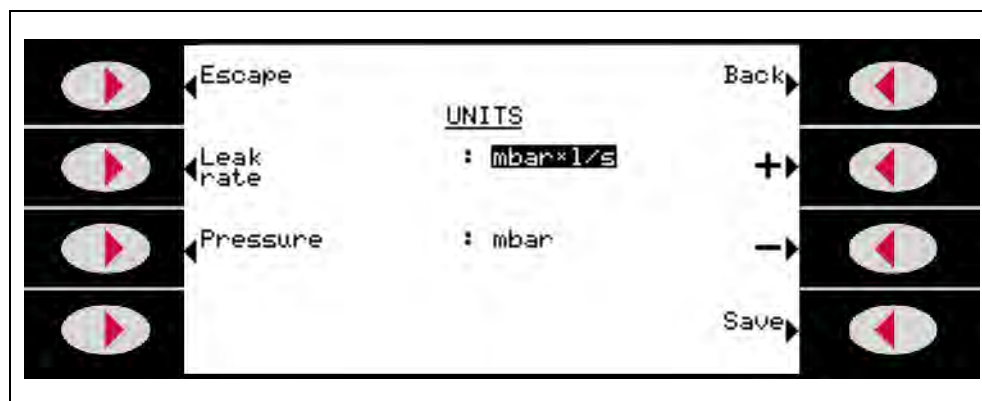 Escape
Back
UNITS
Leak
rate
: mbar*l/s
+
Pressure
: mbar
−
Save